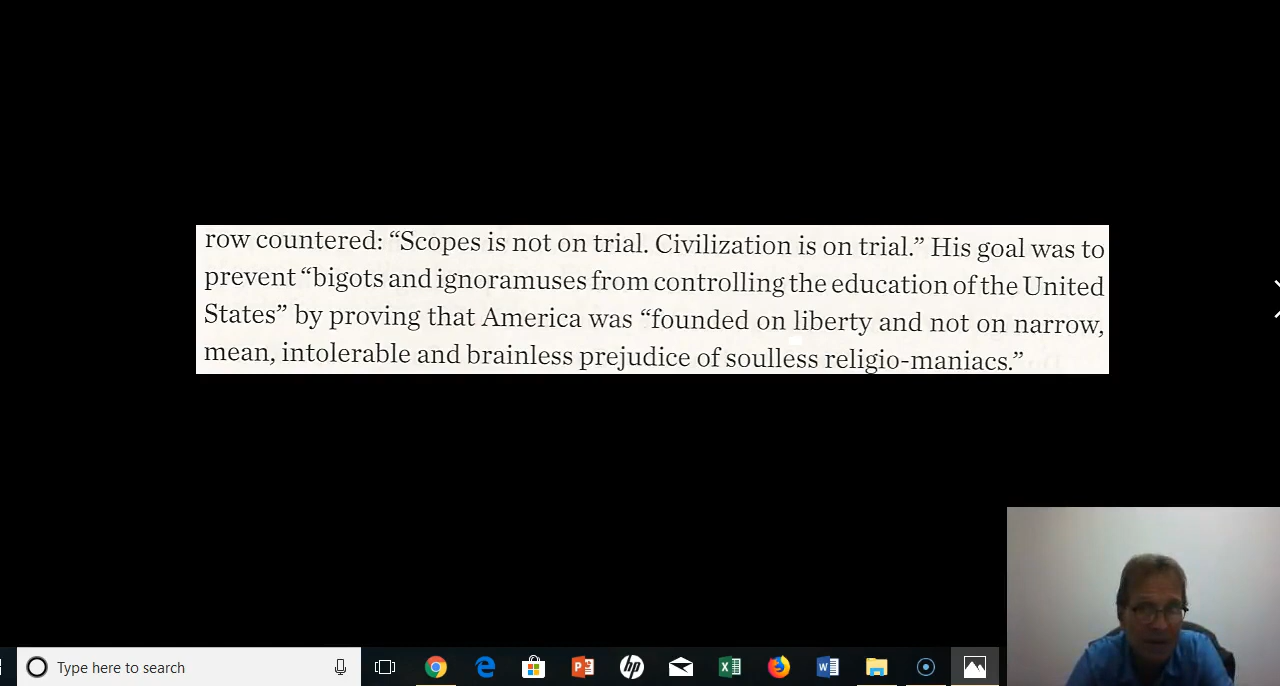 row countered: “Scopes is not on trial. Civilization is on trial.” His goal was to
prevent “bigots and ignoramuses from controlling the education of the United
States” by proving that America was “founded on liberty and not on narrow,
mean, intolerable and brainless prejudice of soulless religio-maniacs.”
Type here to search